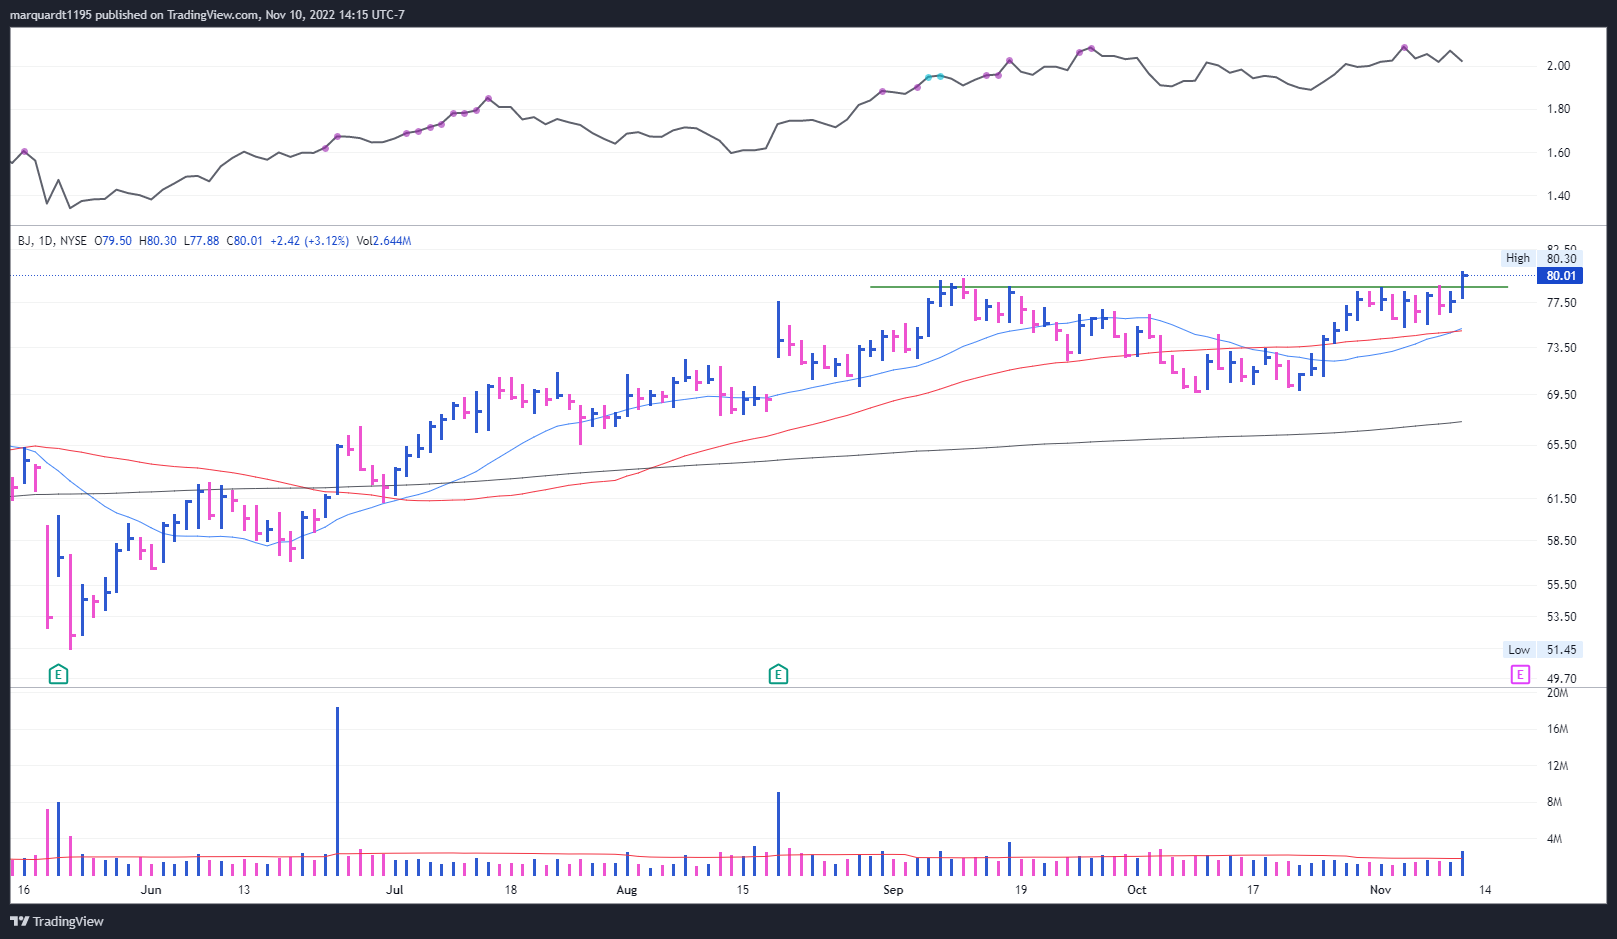 marquardt1195 published on TradingView.com, Nov 10, 2022 14:15 UTC-7
2.00
1.80
1.60
1.40
BJ, 1D, NYSE O79.50 H80.30 L77.88 C80.01 +2.42 (+3.12%) Vol2.644M
82.50
High 80.30
80.01
77.50
73.50
69.50
65.50
61.50
58.50
55.50
53.50
Low 51.45
E E E
49.70
20M
16M
12M
8M
4M
16 Jun 13 Jul 18 Aug 15 Sep 19 Oct 17 Nov 14
TradingView